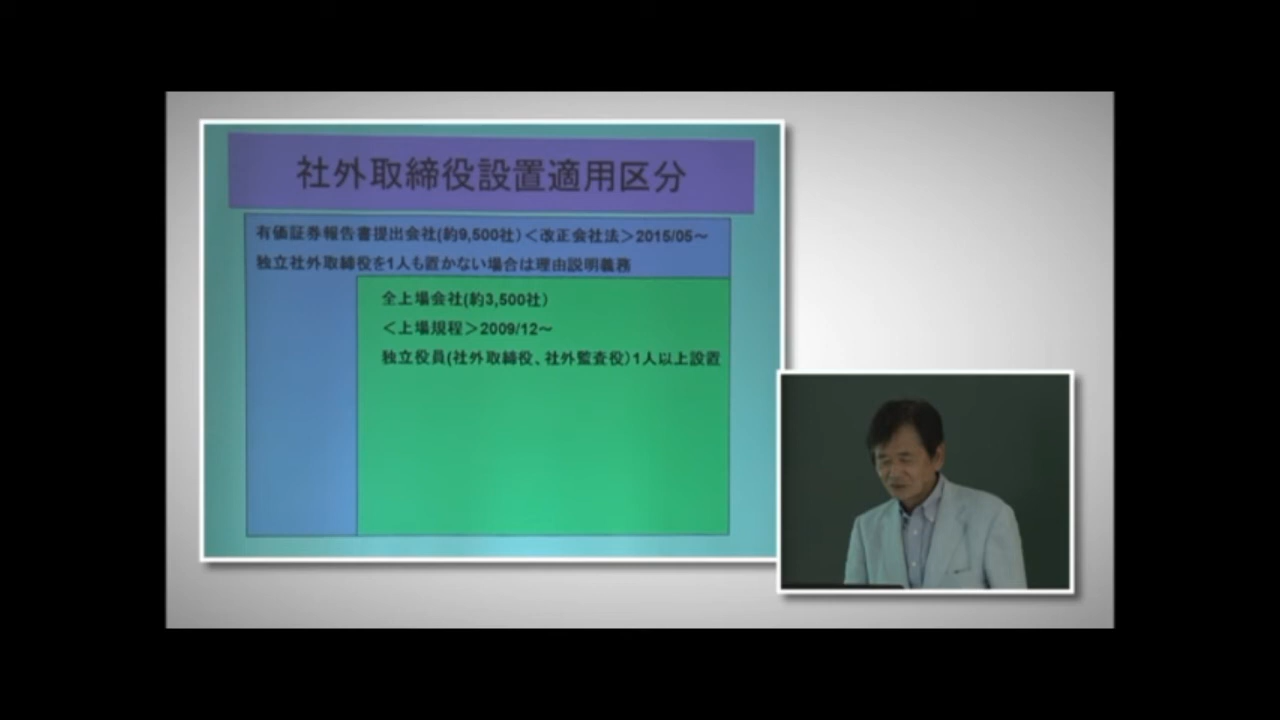 社外取締役設置適用区分
有価証券報告書提出会社(約9,500社)<改正会社法>2015/05~
独立社外取締役を1人も置かない場合は理由説明義務
全上場会社(約3,500社)
<上場規程>2009/12~
独立役員(社外取締役、社外監査役)1人以上設置